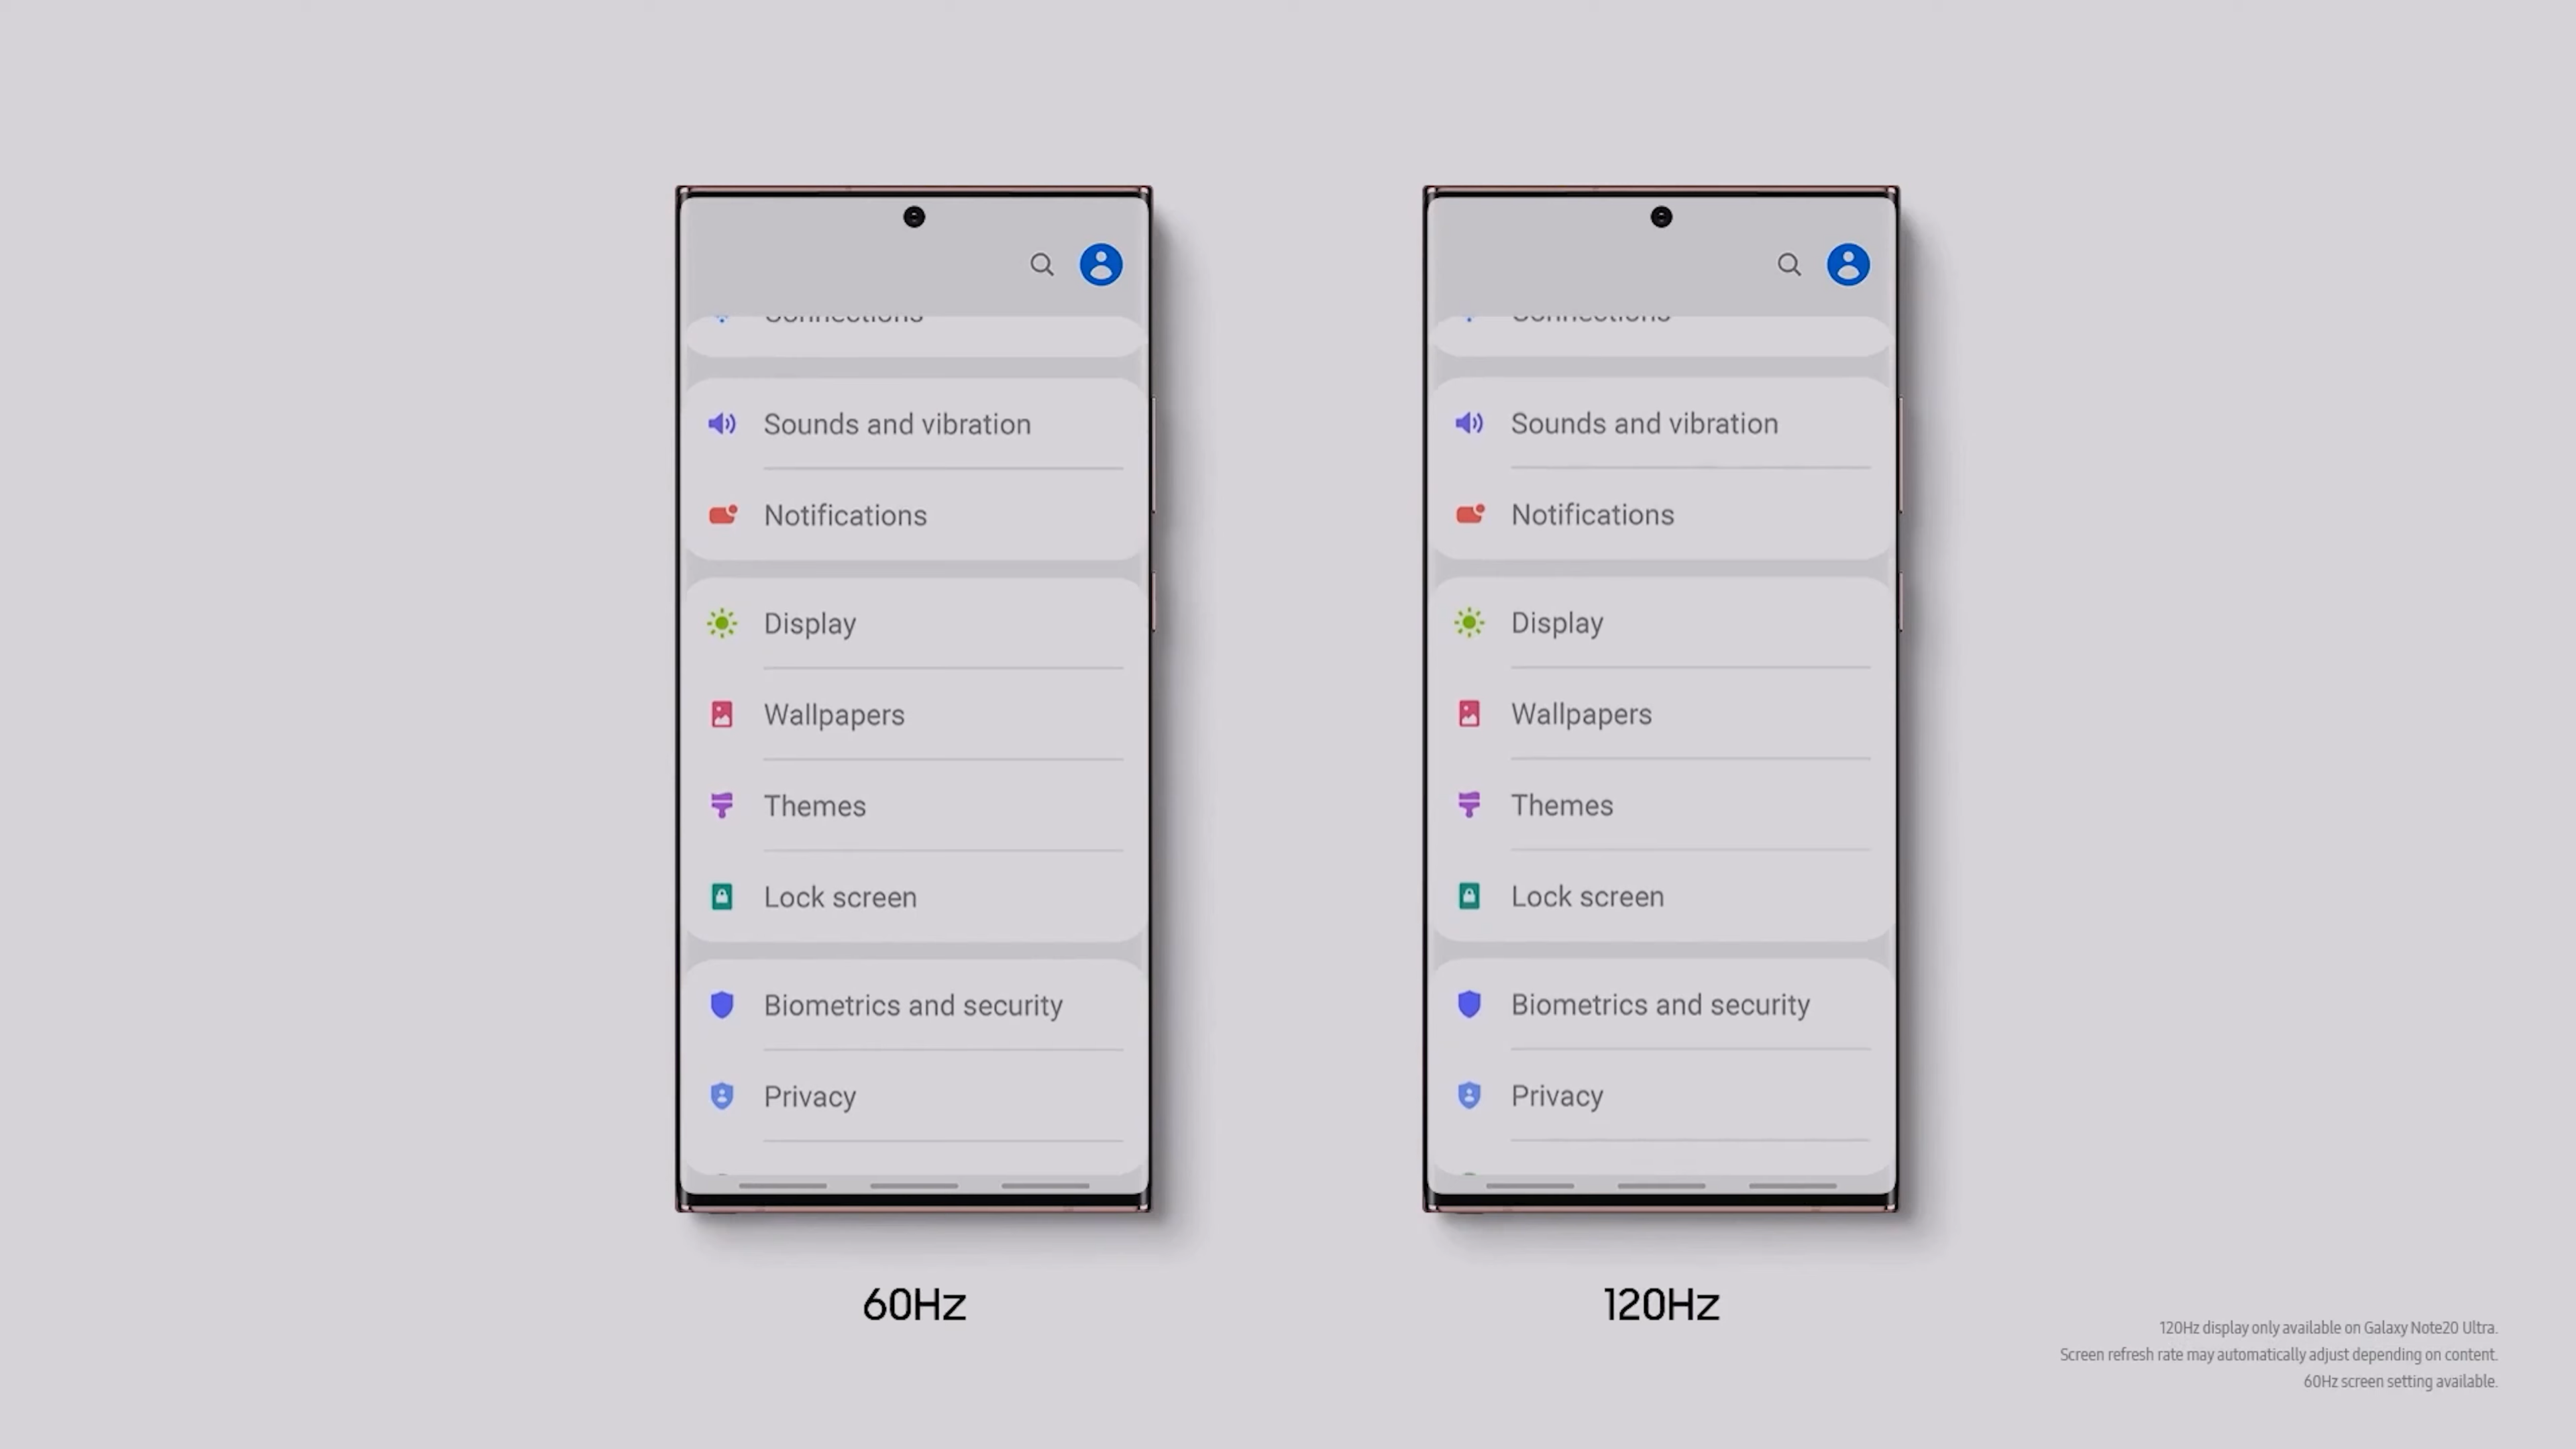 Connections
Sounds and vibration
Notifications
Display
Wallpapers
Themes
Lock screen
Biometrics and security
Privacy
60Hz
Connections
Sounds and vibration
Notifications
Display
Wallpapers
Themes
Lock screen
Biometrics and security
Privacy
120Hz
120Hz display only available on Galaxy Note20 Ultra.
Screen refresh rate may automatically adjust depending on content.
60Hz screen setting available.